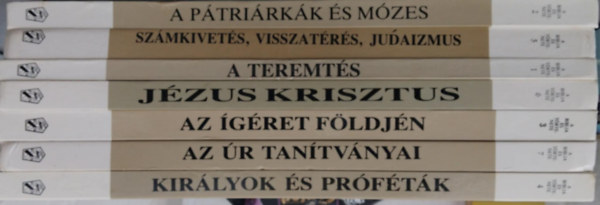 A PÁTRIÁRKÁK ÉS MÓZES
SZÁMKIVETÉS, VISSZATÉRÉS, JUDAIZMUS
A TEREMTÉS
JÉZUS KRISZTUS
AZ ÍGÉRET FÖLDJÉN
AZ ÚR TANÍTVÁNYAI
KIRÁLYOK ÉS PRÓFÉTÁK